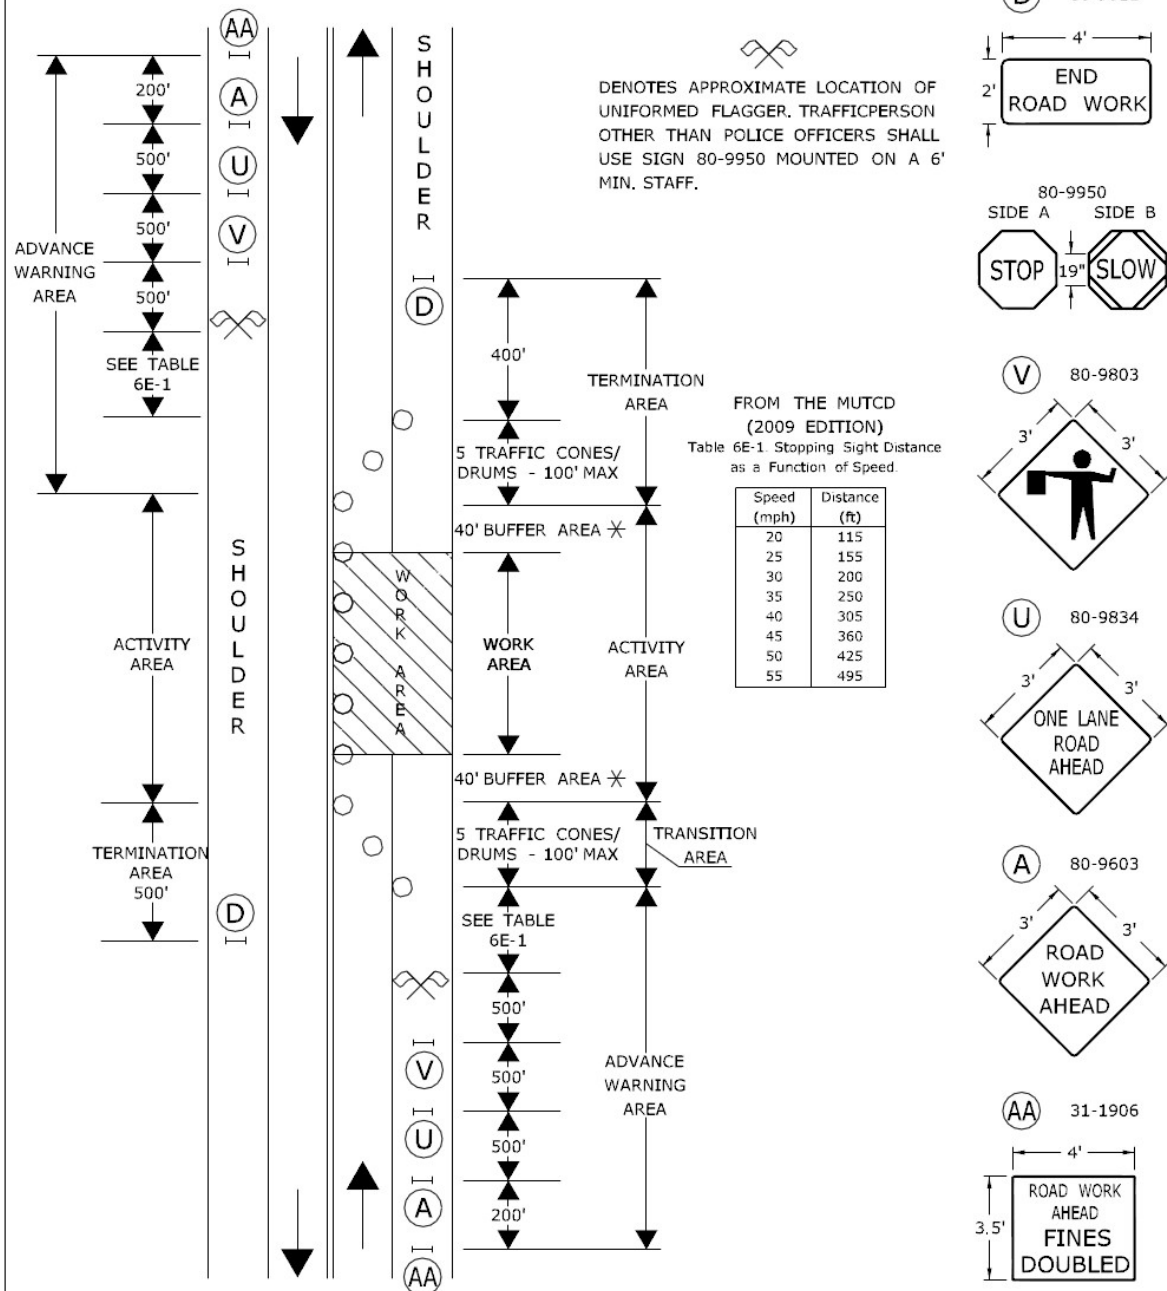 AA
A
U
V
200'
500'
500'
500'
ADVANCE
WARNING
AREA
SEE TABLE
6E-1
SHOULDER
ACTIVITY
AREA
TERMINATION
AREA
500'
D
SHOULDER
D
400'
TERMINATION
AREA
5 TRAFFIC CONES/
DRUMS - 100' MAX
40' BUFFER AREA *
WORK AREA
WORK
AREA
ACTIVITY
AREA
40' BUFFER AREA *
5 TRAFFIC CONES/
DRUMS - 100' MAX
TRANSITION
AREA
SEE TABLE
6E-1
500'
500'
500'
200'
V
U
A
AA
ADVANCE
WARNING
AREA
DENOTES APPROXIMATE LOCATION OF
UNIFORMED FLAGGER. TRAFFICPERSON
OTHER THAN POLICE OFFICERS SHALL
USE SIGN 80-9950 MOUNTED ON A 6'
MIN. STAFF.
FROM THE MUTCD
(2009 EDITION)
Table 6E-1. Stopping Sight Distance
as a Function of Speed.
Speed Distance
(mph) (ft)
20 115
25 155
30 200
35 250
40 305
45 360
50 425
55 495
D
4'
2'
END
ROAD WORK
80-9950
SIDE A SIDE B
STOP 19" SLOW
V 80-9803
3' 3'
U 80-9834
3' 3'
ONE LANE
ROAD
AHEAD
A 80-9603
3' 3'
ROAD
WORK
AHEAD
AA 31-1906
4'
3.5'
ROAD WORK
AHEAD
FINES
DOUBLED